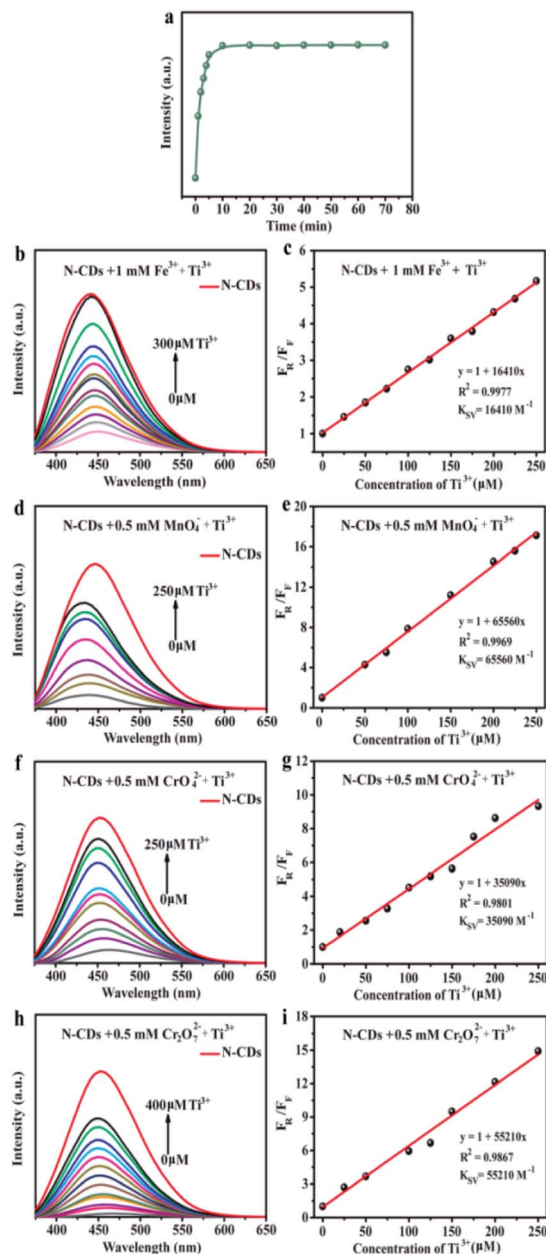 a
Intensity (a.u.)
0 10 20 30 40 50 60 70 80
Time (min)
b
N-CDs +1 mM Fe³⁺+ Ti³⁺
N-CDs
300μM Ti³⁺
0μM
Intensity (a.u.)
400 450 500 550 600 650
Wavelength (nm)
c
N-CDs + 1 mM Fe³⁺ + Ti³⁺
6
5
4
3
2
1
F_R/F_F
y = 1 + 16410x
R² = 0.9977
K_SV= 16410 M⁻¹
0 50 100 150 200 250
Concentration of Ti³⁺(μM)
d
N-CDs +0.5 mM MnO₄⁻+ Ti³⁺
N-CDs
250μM Ti³⁺
0μM
Intensity (a.u.)
400 450 500 550 600 650
Wavelength (nm)
e
N-CDs +0.5 mM MnO₄⁻+ Ti³⁺
20
16
12
8
4
0
F_R/F_F
y = 1 + 65560x
R² = 0.9969
K_SV= 65560 M⁻¹
0 50 100 150 200 250
Concentration of Ti³⁺(μM)
f
N-CDs +0.5 mM CrO₄²⁻+ Ti³⁺
N-CDs
250μM Ti³⁺
0μM
Intensity (a.u.)
400 450 500 550 600 650
Wavelength (nm)
g
N-CDs +0.5 mM CrO₄²⁻+ Ti³⁺
12
10
8
6
4
2
0
F_R/F_F
y = 1 + 35090x
R² = 0.9801
K_SV= 35090 M⁻¹
0 50 100 150 200 250
Concentration of Ti³⁺(μM)
h
N-CDs +0.5 mM Cr₂O₇²⁻+ Ti³⁺
N-CDs
400μM Ti³⁺
0μM
Intensity (a.u.)
400 450 500 550 600 650
Wavelength (nm)
i
N-CDs +0.5 mM Cr₂O₇²⁻+ Ti³⁺
18
15
12
9
6
3
0
F_R/F_F
y = 1 + 55210x
R² = 0.9867
K_SV= 55210 M⁻¹
0 50 100 150 200 250
Concentration of Ti³⁺(μM)